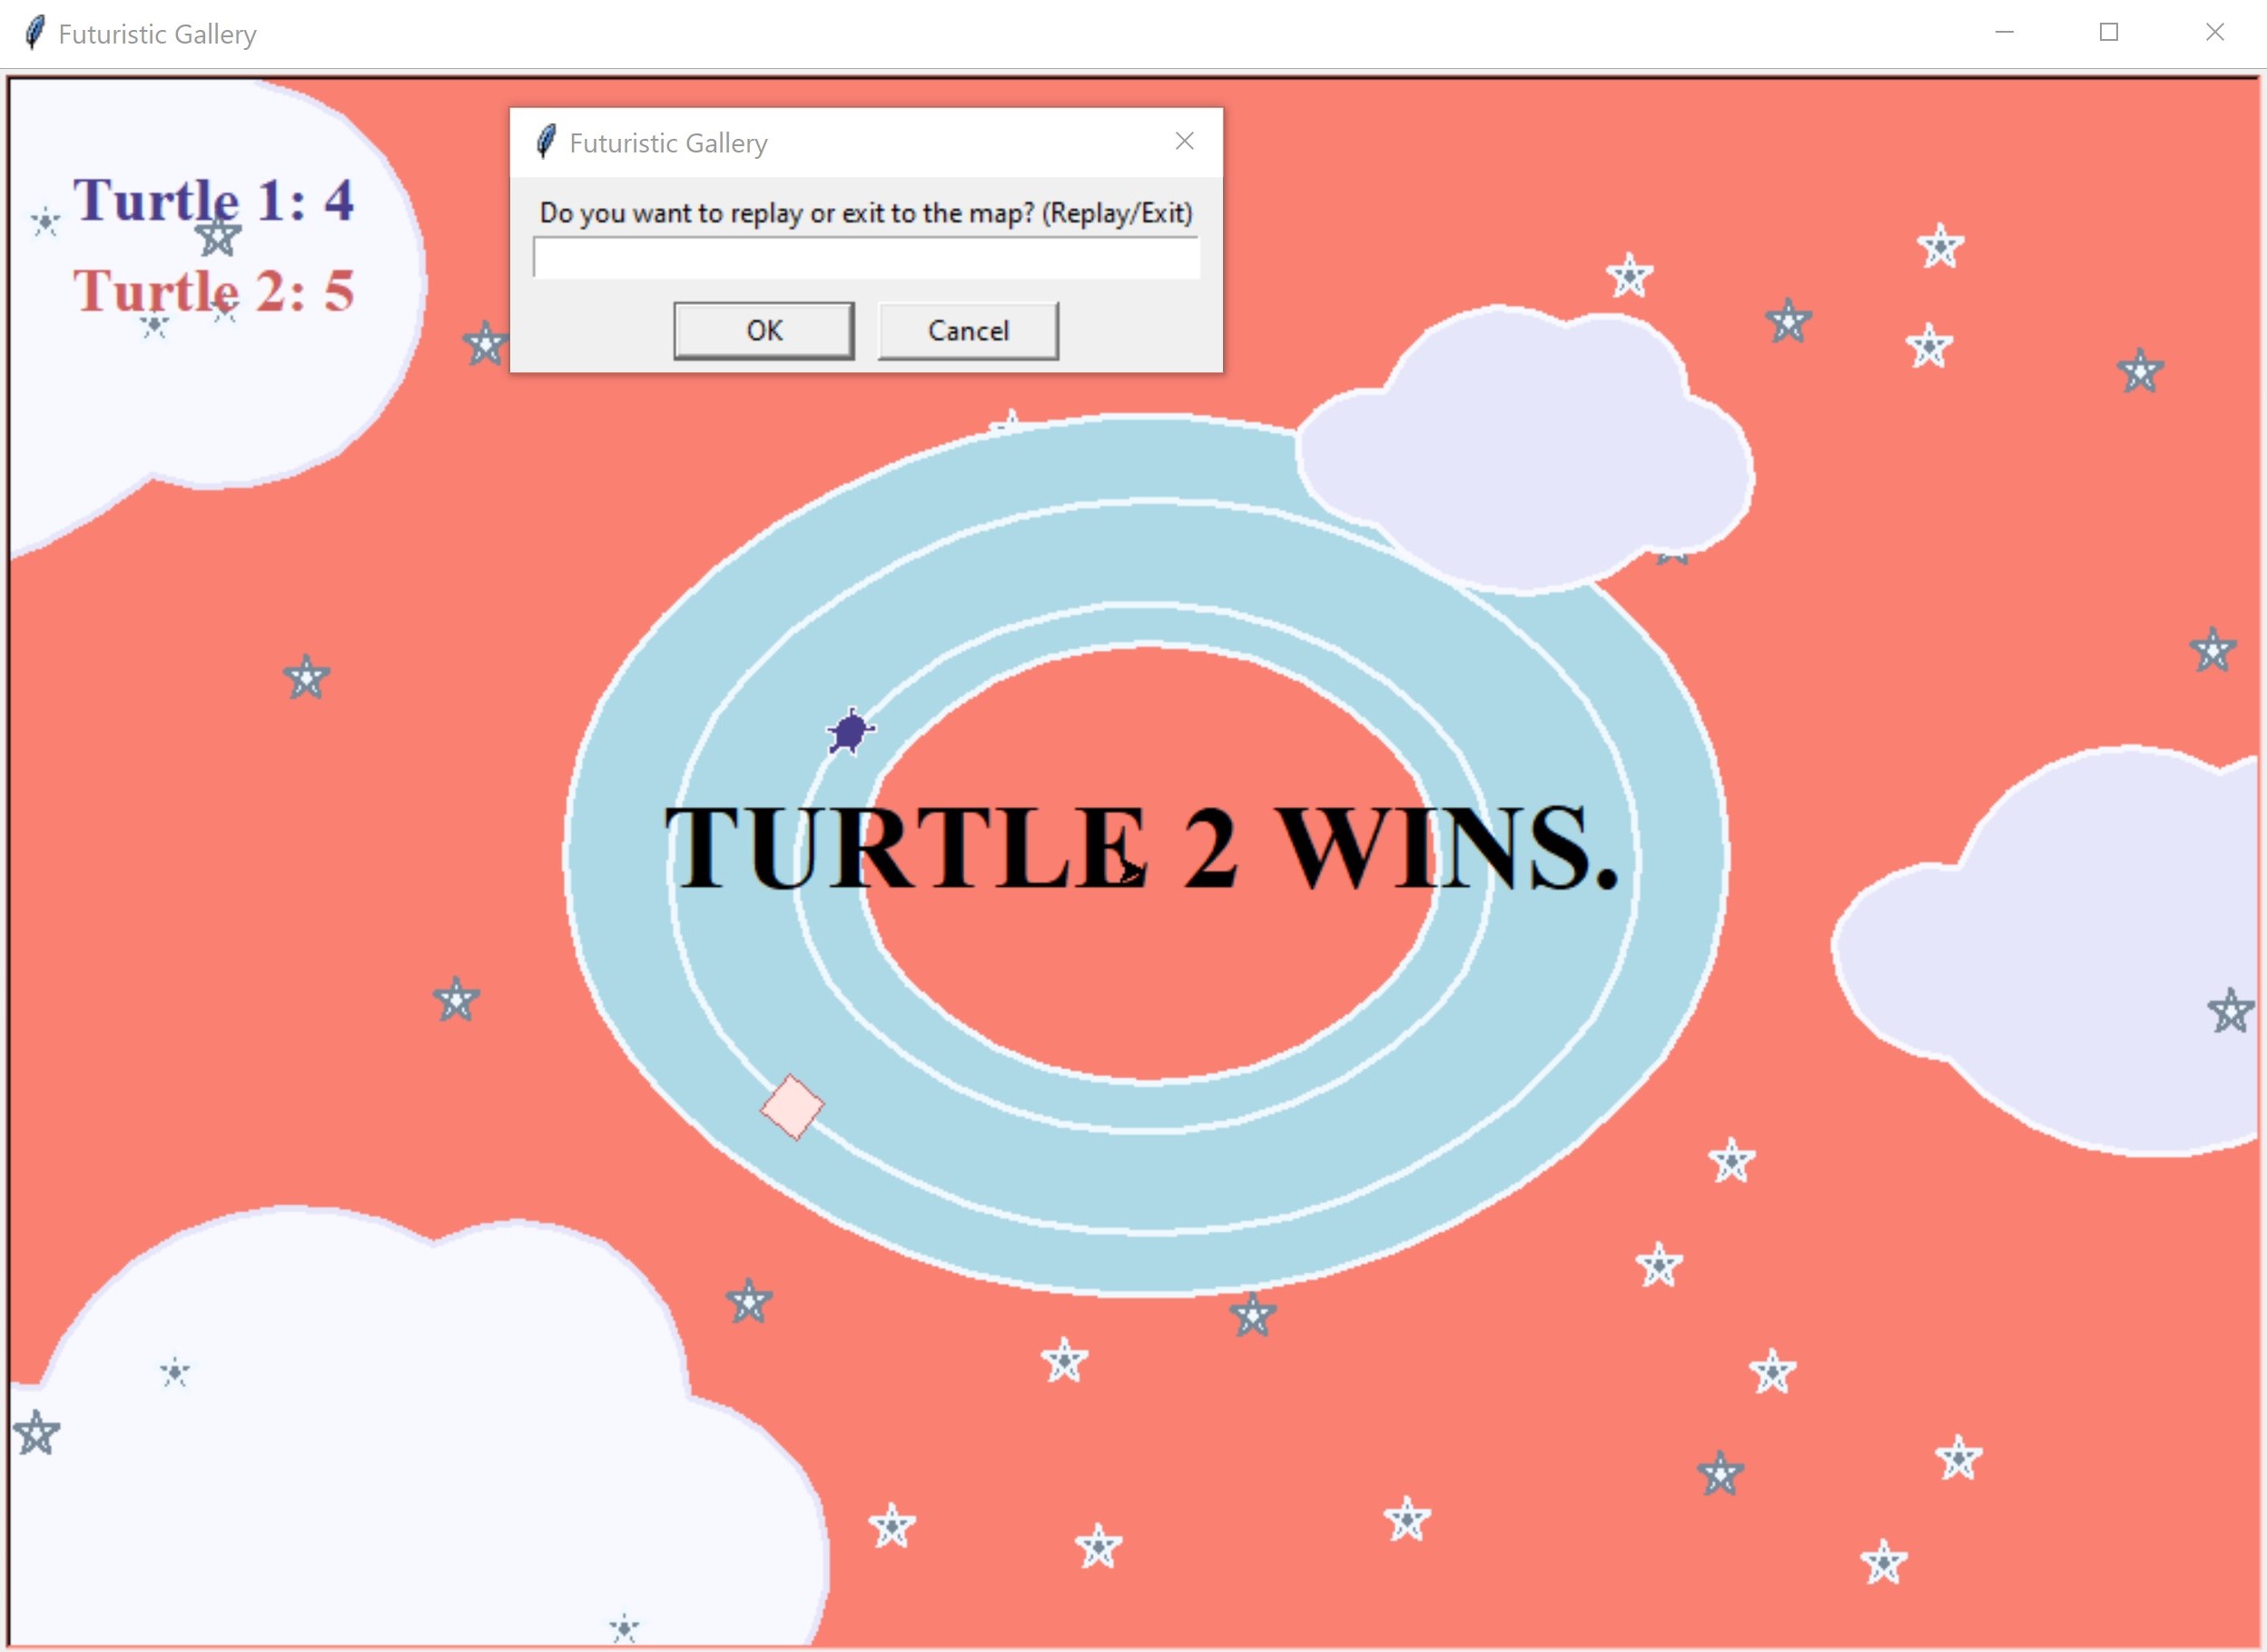 Futuristic Gallery
Futuristic Gallery
Do you want to replay or exit to the map? (Replay/Exit)
OK Cancel
Turtle 1: 4
Turtle 2: 5
TURTLE 2 WINS.